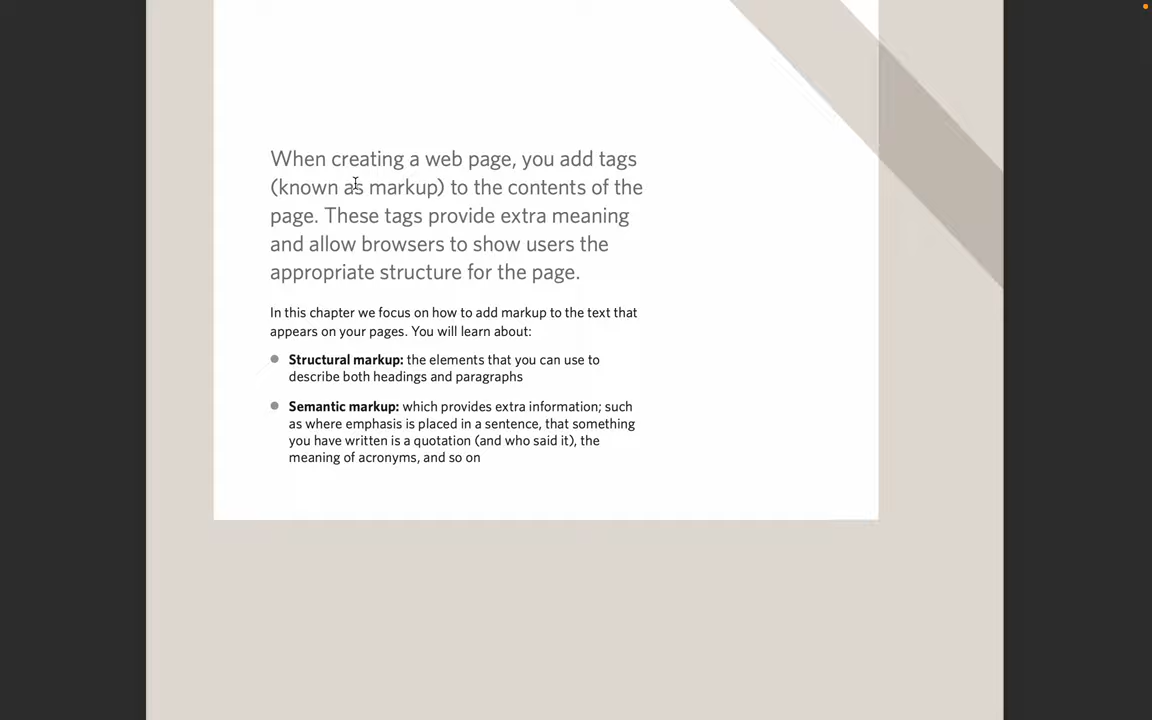 When creating a web page, you add tags
(known as markup) to the contents of the
page. These tags provide extra meaning
and allow browsers to show users the
appropriate structure for the page.
In this chapter we focus on how to add markup to the text that
appears on your pages. You will learn about:
Structural markup: the elements that you can use to
describe both headings and paragraphs
Semantic markup: which provides extra information; such
as where emphasis is placed in a sentence, that something
you have written is a quotation (and who said it), the
meaning of acronyms, and so on